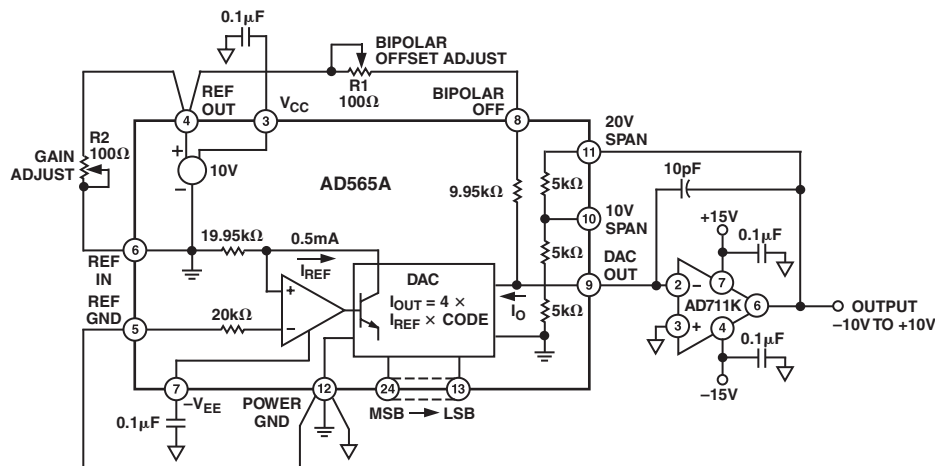 0.1µF
BIPOLAR
OFFSET ADJUST
R1
100Ω
REF
OUT
VCC
BIPOLAR
OFF
20V
SPAN
4
3
8
11
R2
100Ω
GAIN
ADJUST
+
10V
–
AD565A
9.95kΩ
5kΩ
10
10V
SPAN
10pF
+15V
0.1µF
6
REF
IN
19.95kΩ
0.5mA
IREF
5kΩ
DAC
OUT
9
2
–
7
AD711K
6
OUTPUT
–10V TO +10V
REF
GND
5
20kΩ
+
–
DAC
IOUT = 4 ×
IREF × CODE
IO
5kΩ
3
+
4
0.1µF
–15V
7
–VEE
0.1µF
POWER
GND
12
24
13
MSB
LSB